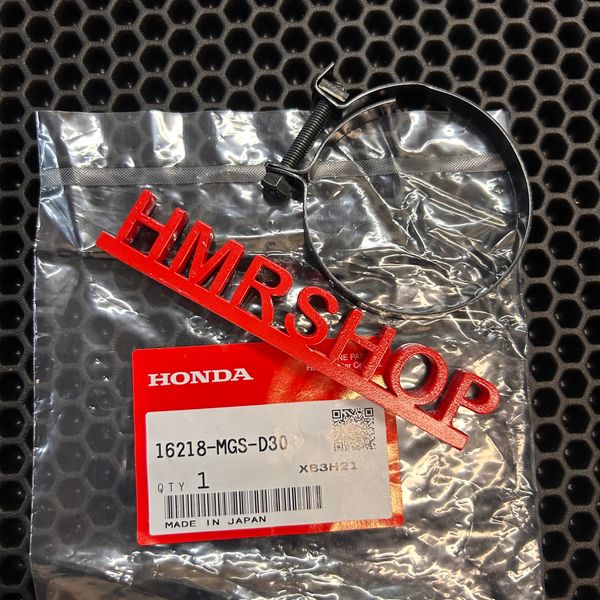 HMRSHOP
HONDA
16218-MGS-D30
XB3H21
QTY 1
MADE IN JAPAN